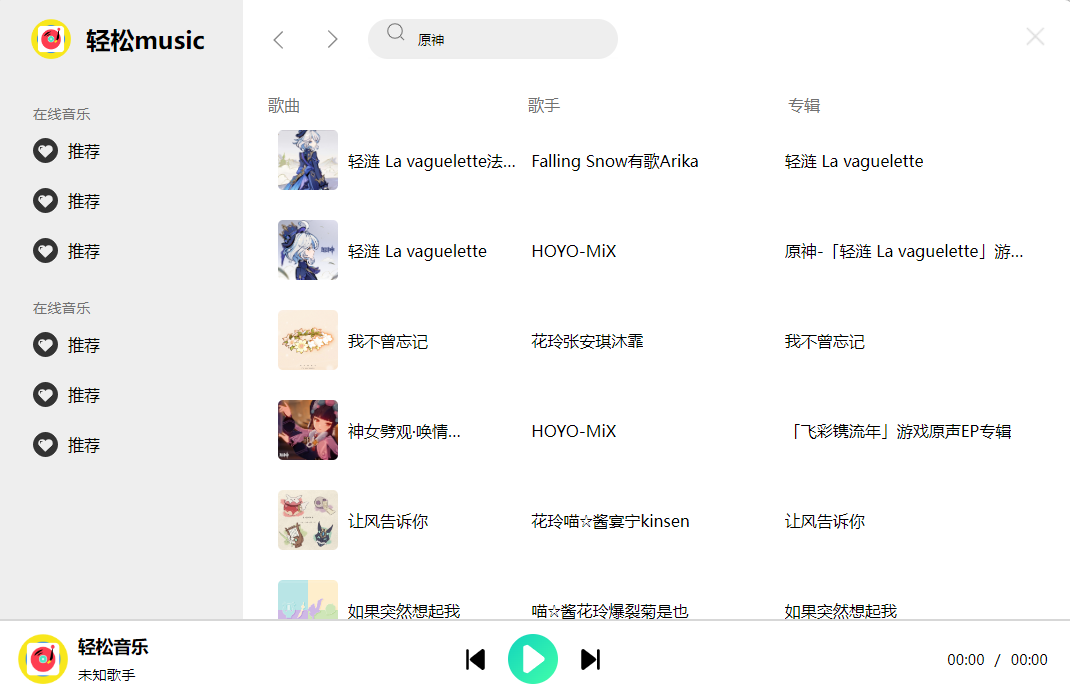 轻松music
原神
在线音乐
推荐
推荐
推荐
在线音乐
推荐
推荐
推荐
歌曲 歌手 专辑
轻涟 La vaguelette法... Falling Snow有歌Arika 轻涟 La vaguelette
轻涟 La vaguelette HOYO-MiX 原神-「轻涟 La vaguelette」游...
我不曾忘记 花玲张安琪沐霏 我不曾忘记
神女劈观·唤情... HOYO-MiX 「飞彩镌流年」游戏原声EP专辑
让风告诉你 花玲喵☆酱宴宁kinsen 让风告诉你
如果突然想起我 喵☆酱花玲爆裂菊是也 如果突然想起我
轻松音乐
未知歌手
00:00 / 00:00